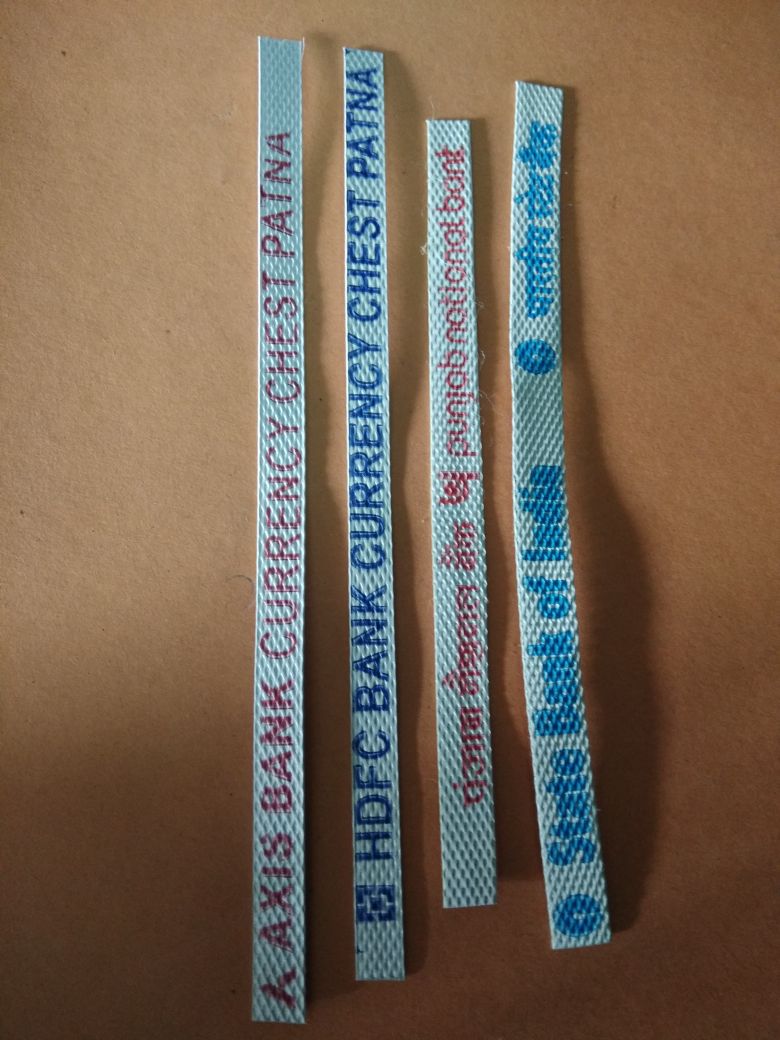 AXIS BANK CURRENCY CHEST PATNA
HDFC BANK CURRENCY CHEST PATNA
पंजाब नैशनल बैंक punjab national bank
State Bank of India भारतीय स्टेट बैंक